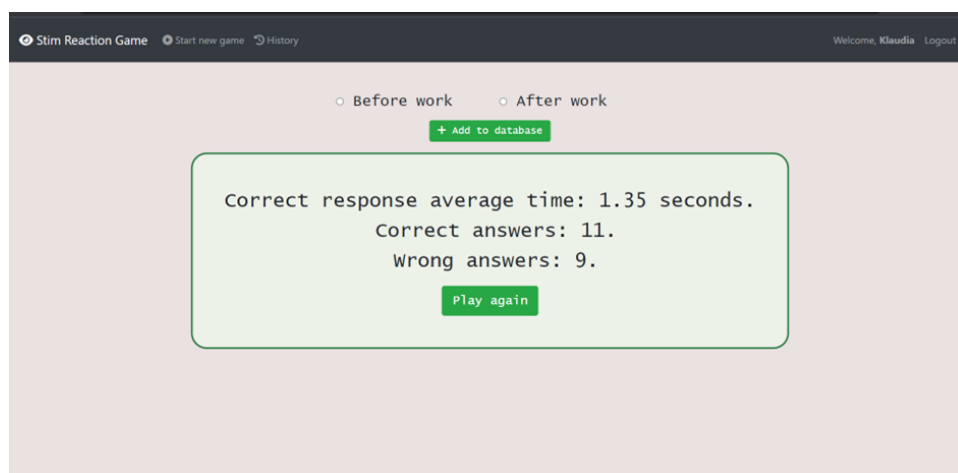 Stim Reaction Game Start new game History Welcome, Klaudia Logout
Before work After work
+ Add to database
Correct response average time: 1.35 seconds.
Correct answers: 11.
Wrong answers: 9.
Play again